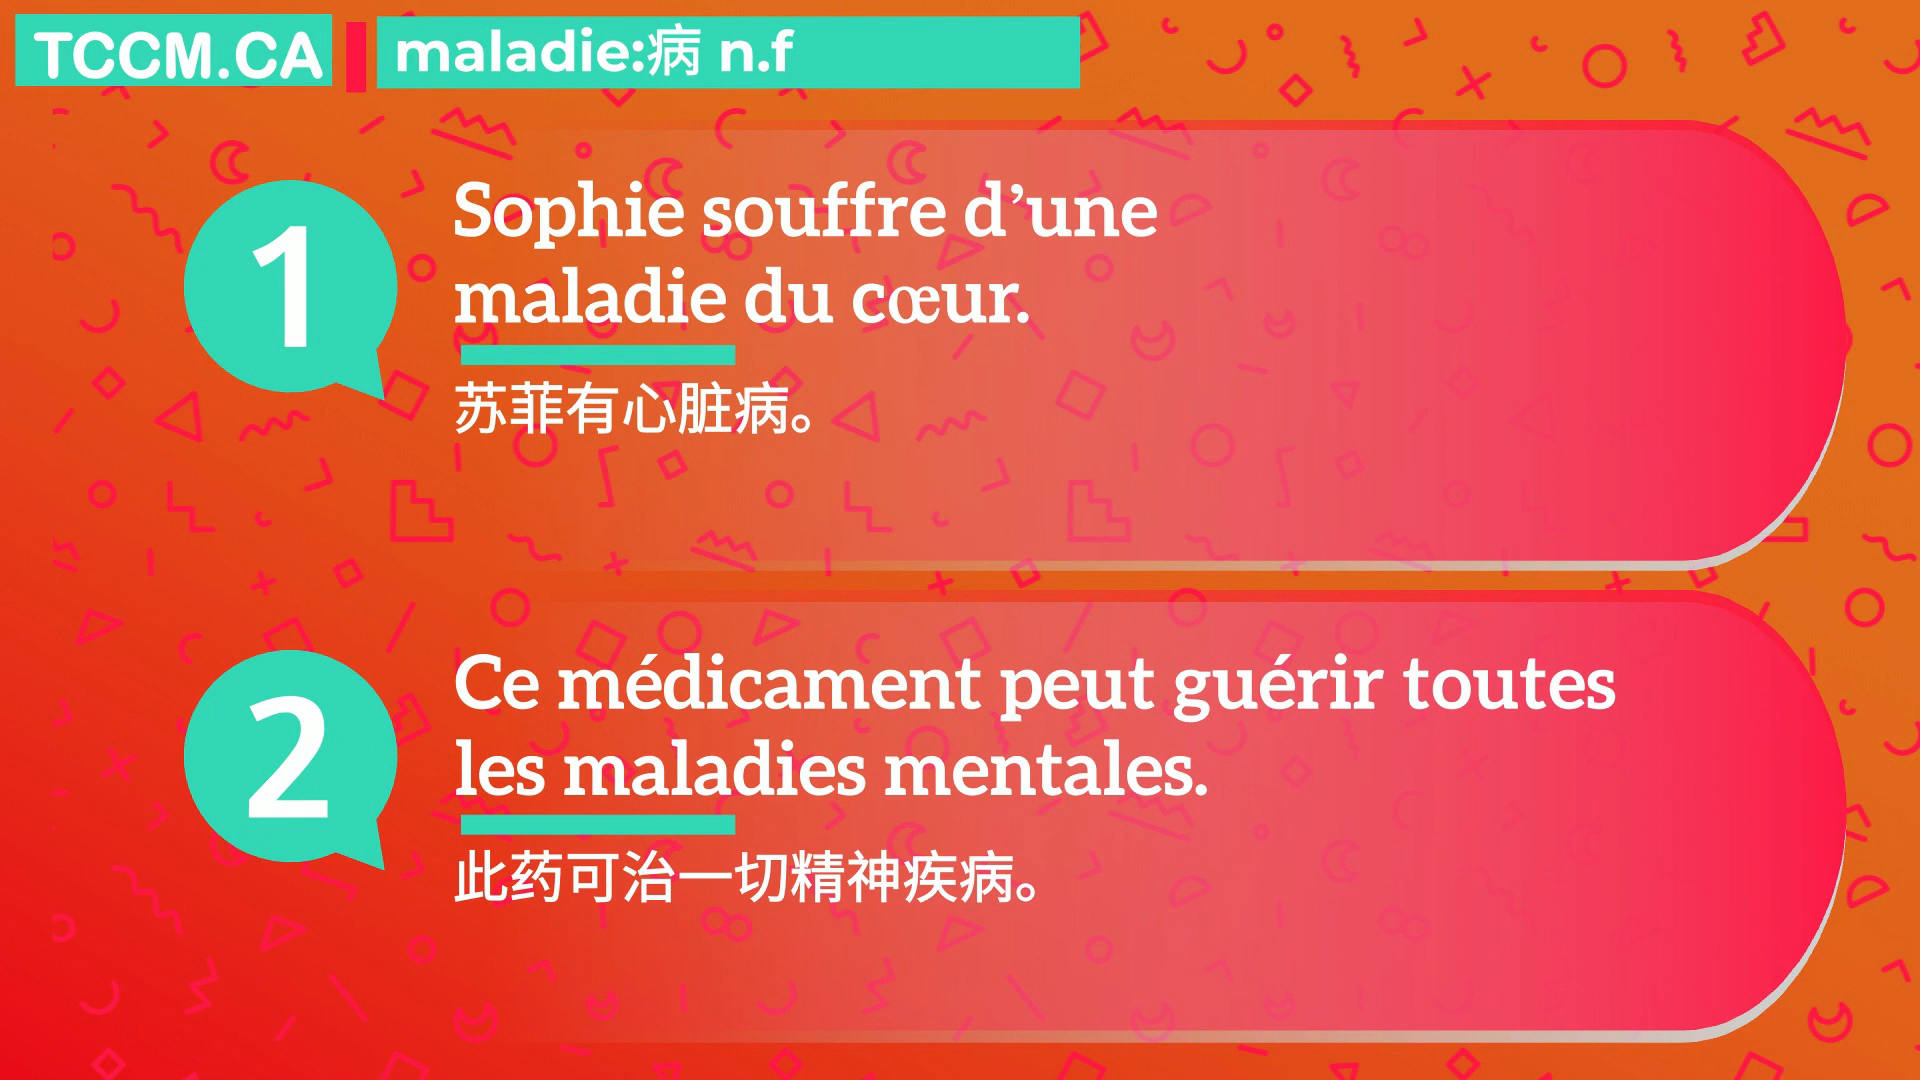 TCCM.CA
maladie:病 n.f
1
Sophie souffre d’une
maladie du cœur.
苏菲有心脏病。
2
Ce médicament peut guérir toutes
les maladies mentales.
此药可治一切精神疾病。